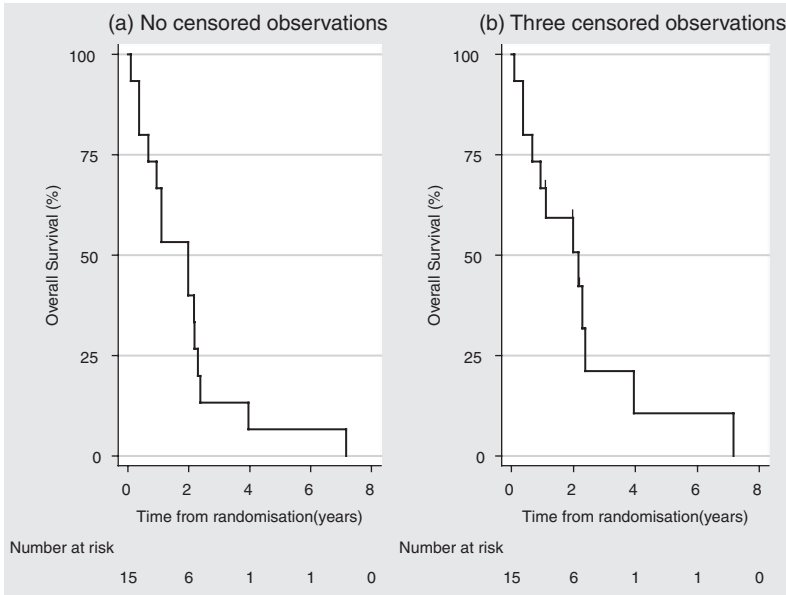 (a) No censored observations
100
75
50
25
0
Overall Survival (%)
0 2 4 6 8
Time from randomisation(years)
Number at risk
15 6 1 1 0
(b) Three censored observations
100
75
50
25
0
Overall Survival (%)
0 2 4 6 8
Time from randomisation(years)
Number at risk
15 6 1 1 0